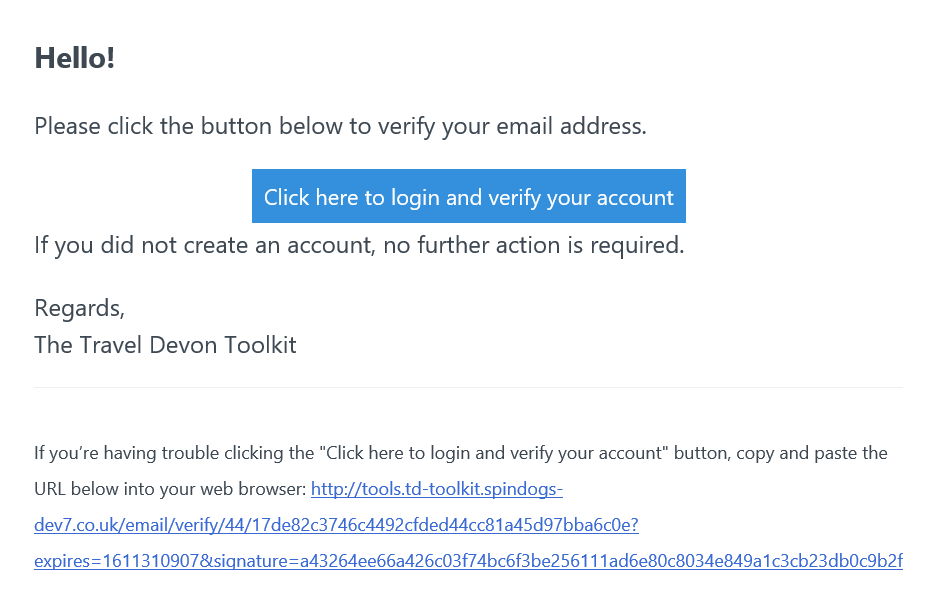 Hello!
Please click the button below to verify your email address.
Click here to login and verify your account
If you did not create an account, no further action is required.
Regards,
The Travel Devon Toolkit
If you’re having trouble clicking the "Click here to login and verify your account" button, copy and paste the
URL below into your web browser: http://tools.td-toolkit.spindogs-
dev7.co.uk/email/verify/44/17de82c3746c4492cfded44cc81a45d97bba6c0e?
expires=1611310907&signature=a43264ee66a426c03f74bc6f3be256111ad6e80c8034e849a1c3cb23db0c9b2f